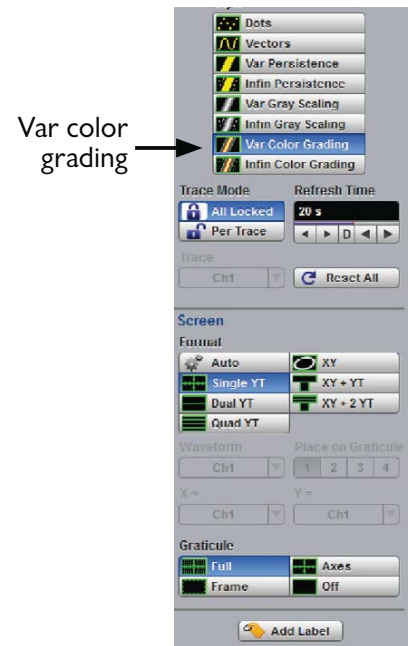 Dots
Vectors
Var Persistence
Infin Persistence
Var Gray Scaling
Infin Gray Scaling
Var color
grading
Var Color Grading
Infin Color Grading
Trace Mode
Refresh Time
All Locked
20 s
Per Trace
D
Trace
Ch1
Reset All
Screen
Format
Auto
XY
Single YT
XY + YT
Dual YT
XY + 2 YT
Quad YT
Waveform
Place on Graticule
Ch1
1 2 3 4
X =
Y =
Ch1
Ch1
Graticule
Full
Axes
Frame
Off
Add Label